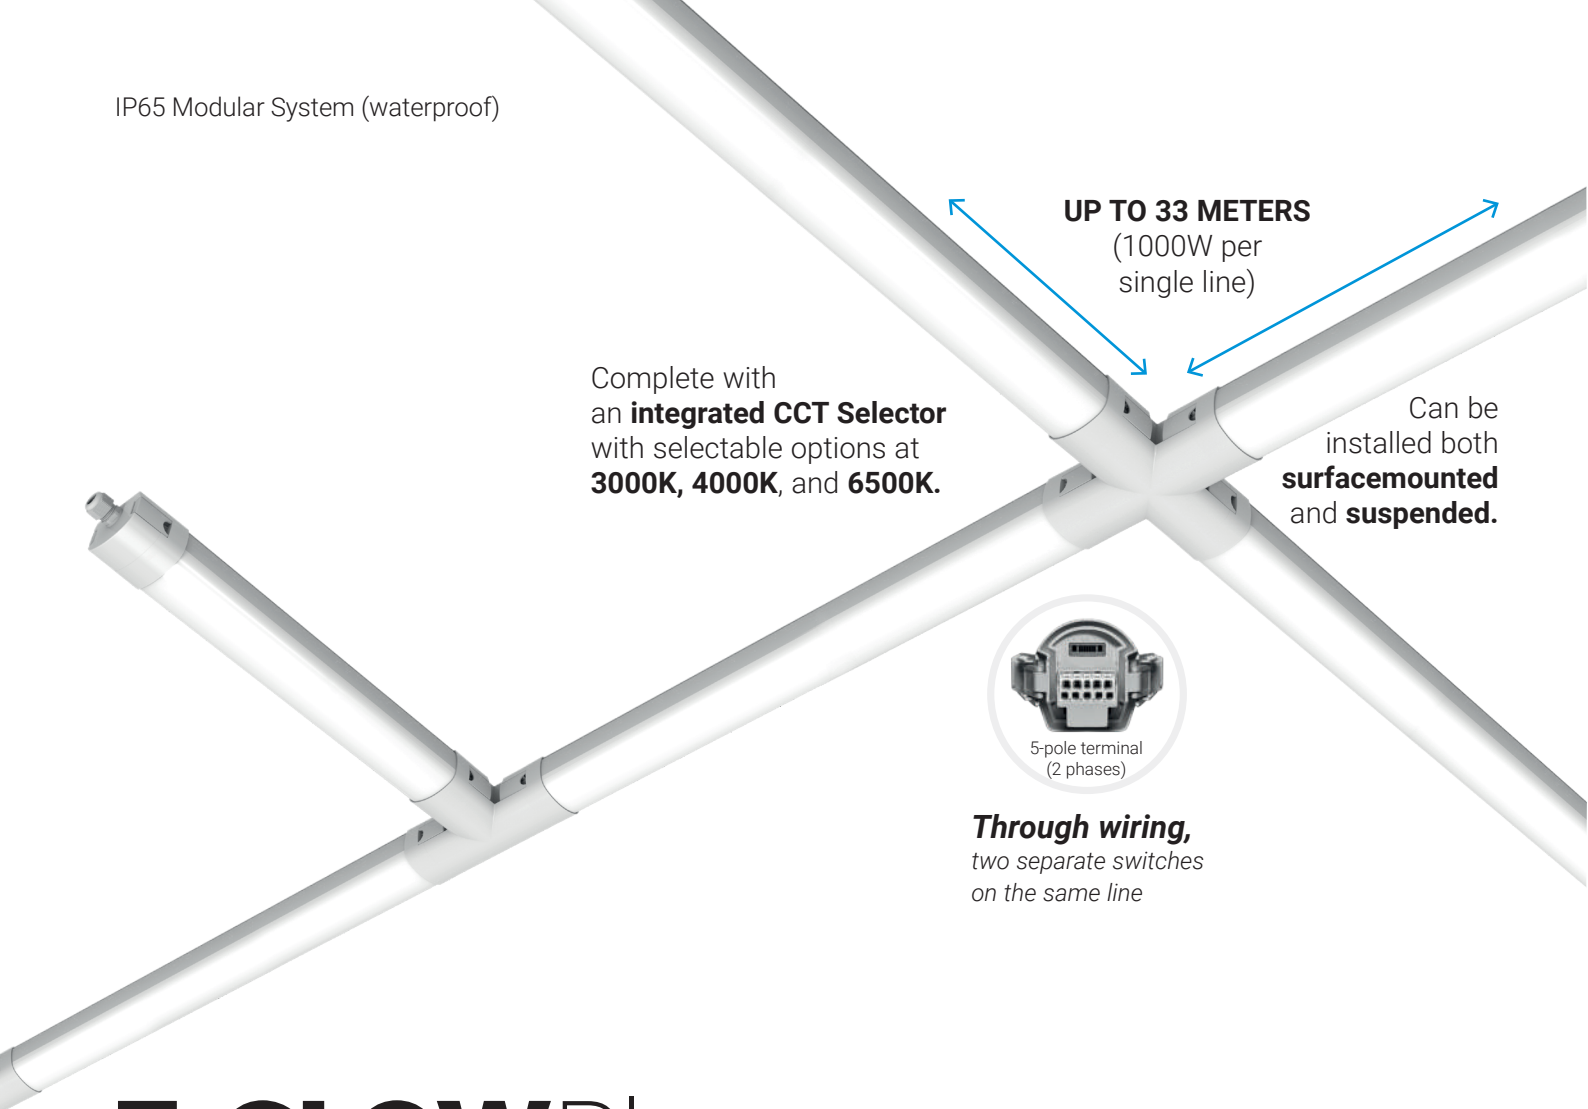 IP65 Modular System (waterproof)
UP TO 33 METERS
(1000W per
single line)
Complete with
an integrated CCT Selector
with selectable options at
3000K, 4000K, and 6500K.
Can be
installed both
surfacemounted
and suspended.
5-pole terminal
(2 phases)
Through wiring,
two separate switches
on the same line